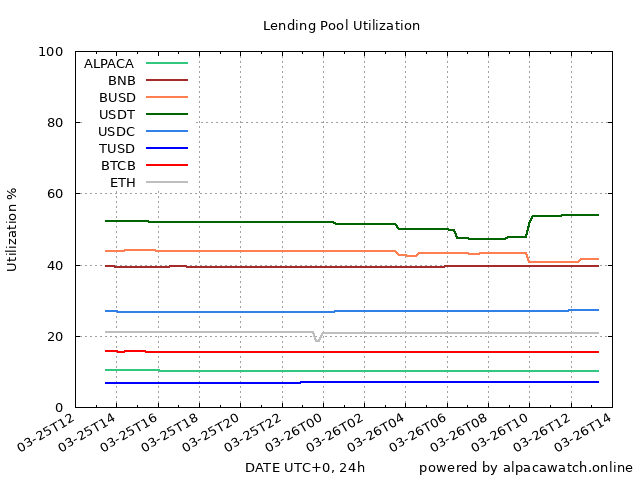 Lending Pool Utilization
Utilization %
100
80
60
40
20
0
ALPACA
BNB
BUSD
USDT
USDC
TUSD
BTCB
ETH
03-25T12
03-25T14
03-25T16
03-25T18
03-25T20
03-25T22
03-26T00
03-26T02
03-26T04
03-26T06
03-26T08
03-26T10
03-26T12
03-26T14
DATE UTC+0, 24h
powered by alpacawatch.online